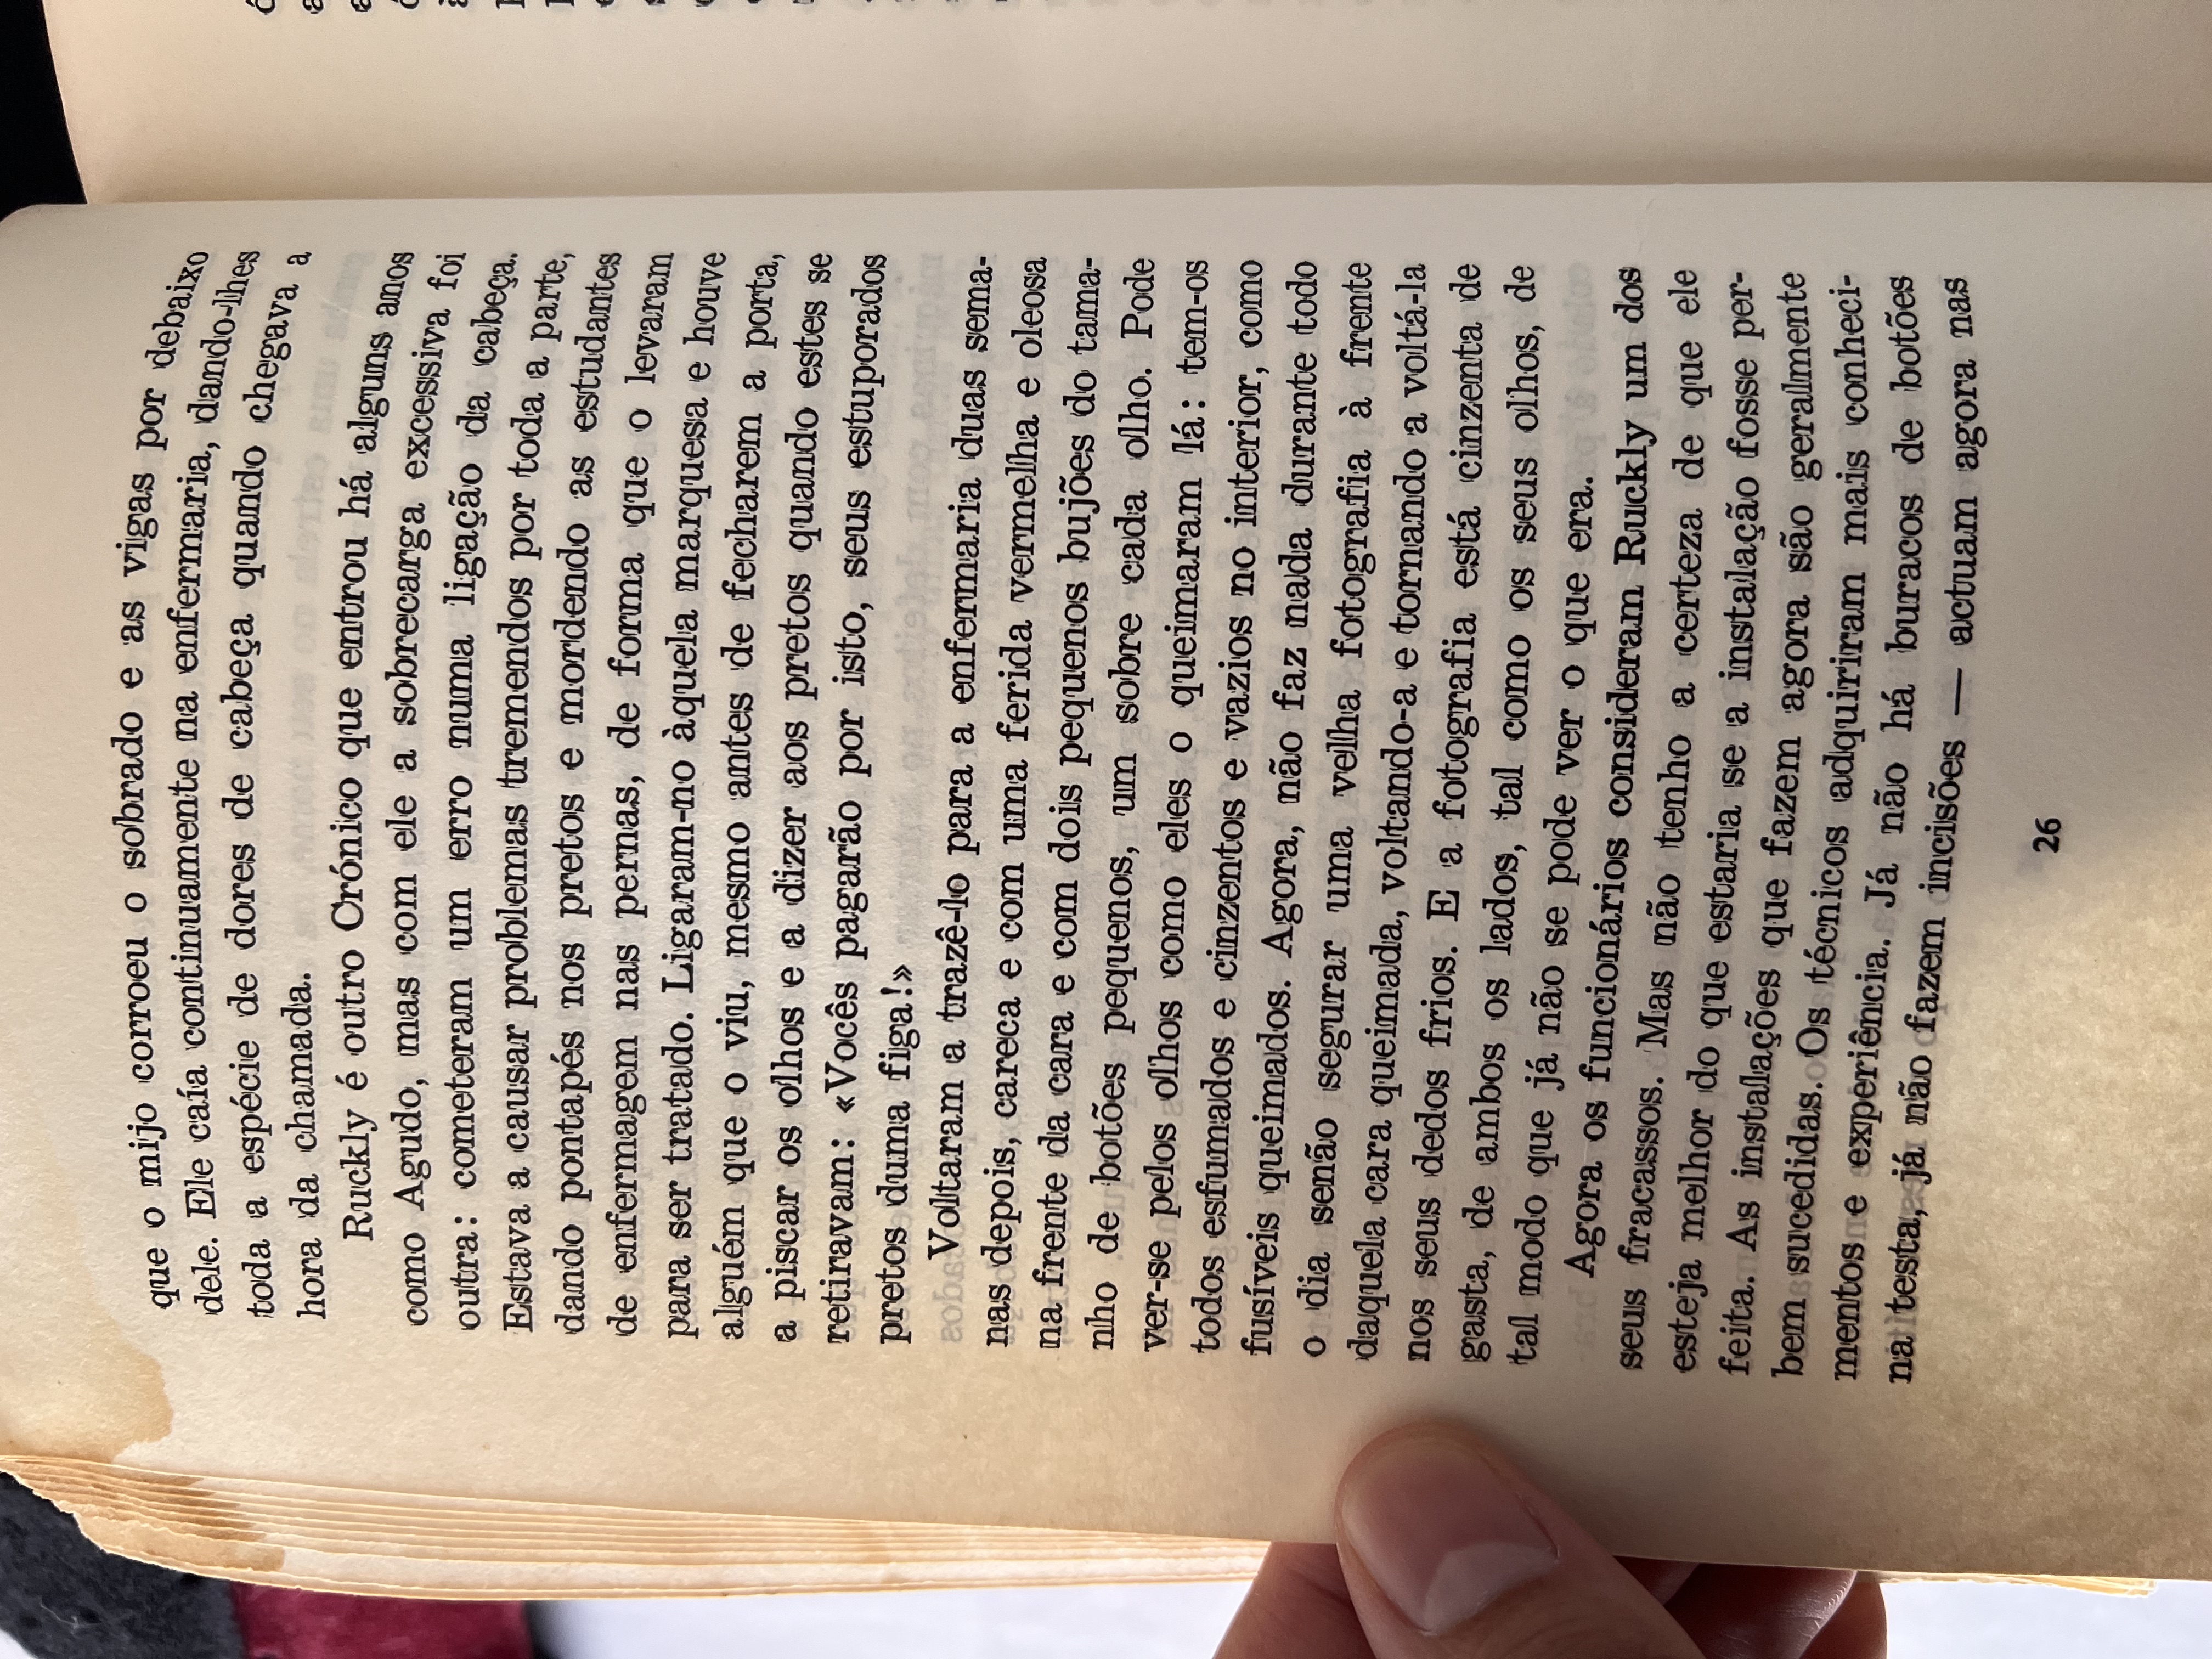 que o mijo corroeu o sobrado e as vigas por debaixo
dele. Ele caía continuamente na enfermaria, dando-lhes
toda a espécie de dores de cabeça quando chegava a
hora da chamada.
Ruckly é outro Crónico que entrou há alguns anos
como Agudo, mas com ele a sobrecarga excessiva foi
outra: cometeram um erro numa ligação da cabeça.
Estava a causar problemas tremendos por toda a parte,
dando pontapés nos pretos e mordendo as estudantes
de enfermagem nas pernas, de forma que o levaram
para ser tratado. Ligaram-no àquela marquesa e houve
alguém que o viu, mesmo antes de fecharem a porta,
a piscar os olhos e a dizer aos pretos quando estes se
retiravam: «Vocês pagarão por isto, seus estuporados
pretos duma figa!»
Voltaram a trazê-lo para a enfermaria duas sema-
nas depois, careca e com uma ferida vermelha e oleosa
na frente da cara e com dois pequenos bujões do tama-
nho de botões pequenos, um sobre cada olho. Pode
ver-se pelos olhos como eles o queimaram lá: tem-os
todos esfumados e cinzentos e vazios no interior, como
fusíveis queimados. Agora, não faz nada durante todo
o dia senão segurar uma velha fotografia à frente
daquela cara queimada, voltando-a e tornando a voltá-la
nos seus dedos frios. E a fotografia está cinzenta de
gasta, de ambos os lados, tal como os seus olhos, de
tal modo que já não se pode ver o que era.
Agora os funcionários consideram Ruckly um dos
seus fracassos. Mas não tenho a certeza de que ele
esteja melhor do que estaria se a instalação fosse per-
feita. As instalações que fazem agora são geralmente
bem sucedidas. Os técnicos adquiriram mais conheci-
mentos e experiência. Já não há buracos de botões
na testa, já não fazem incisões — actuam agora nas
26